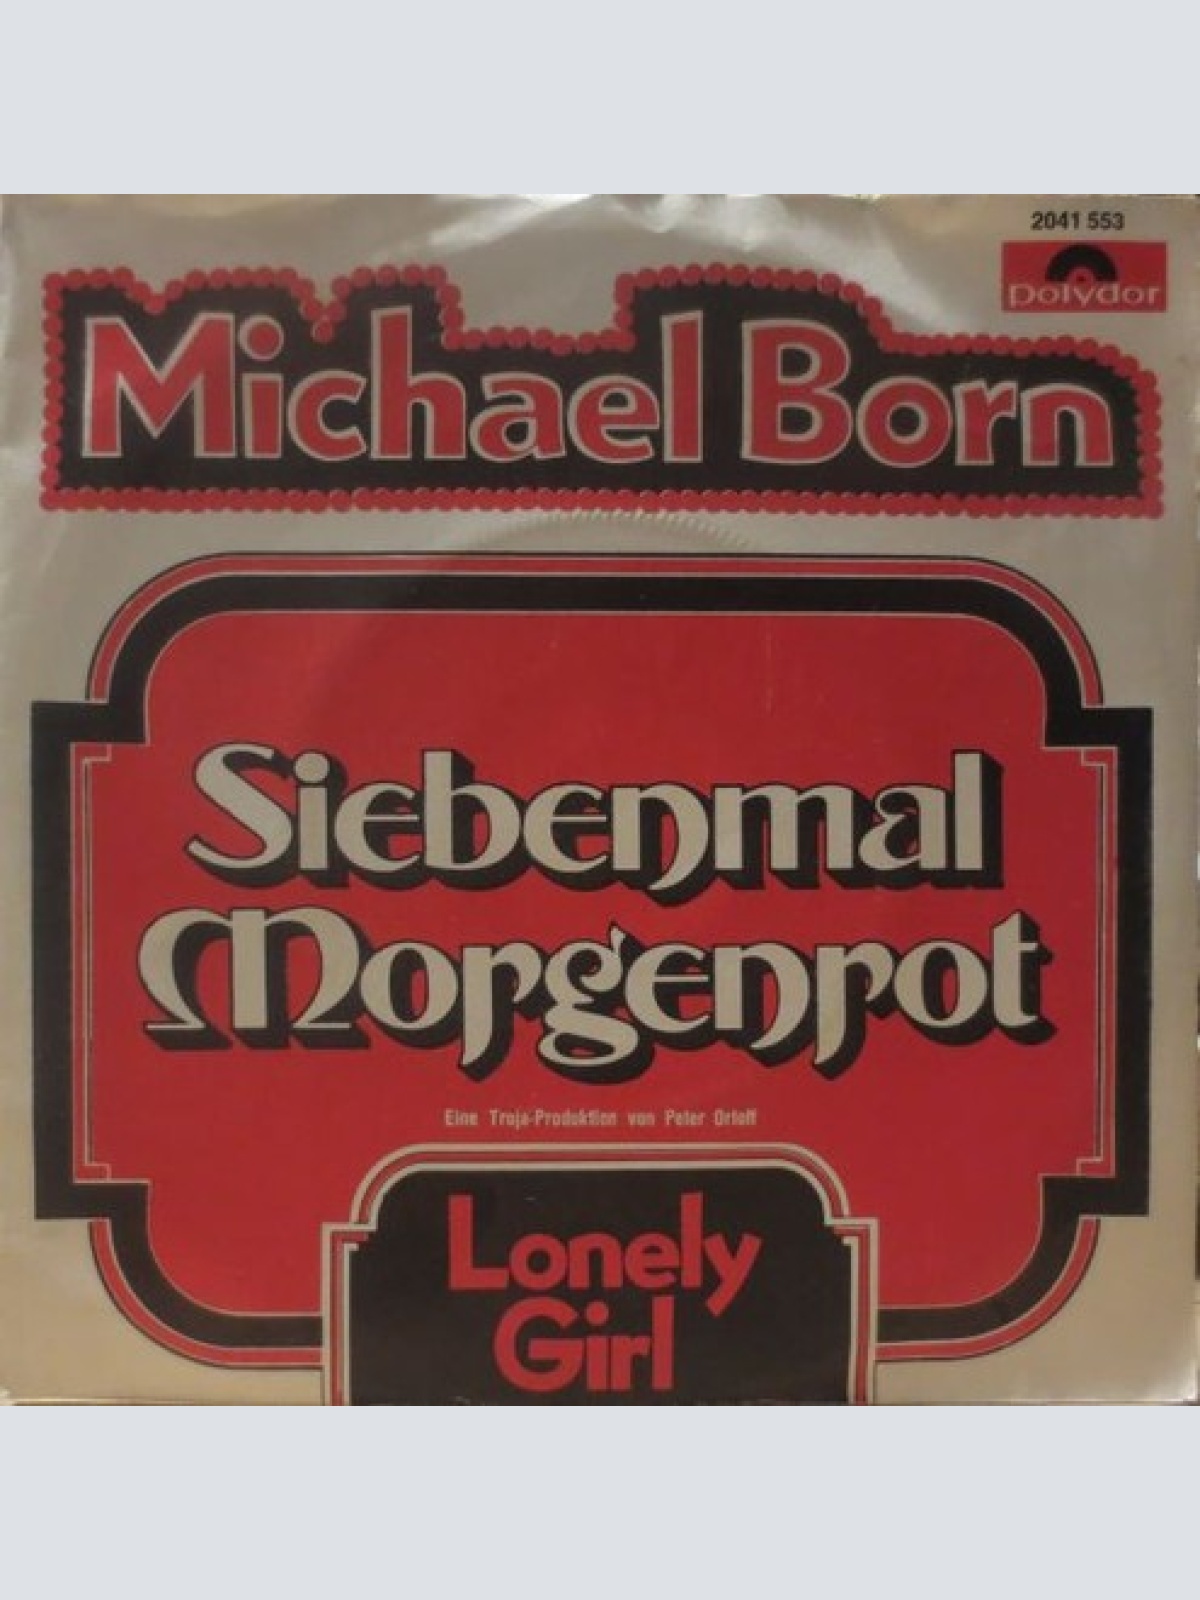 2041 553
polydor
Michael Born
Siebenmal
Morgenrot
Eine Troja-Produktion von Peter Orloff
Lonely
Girl